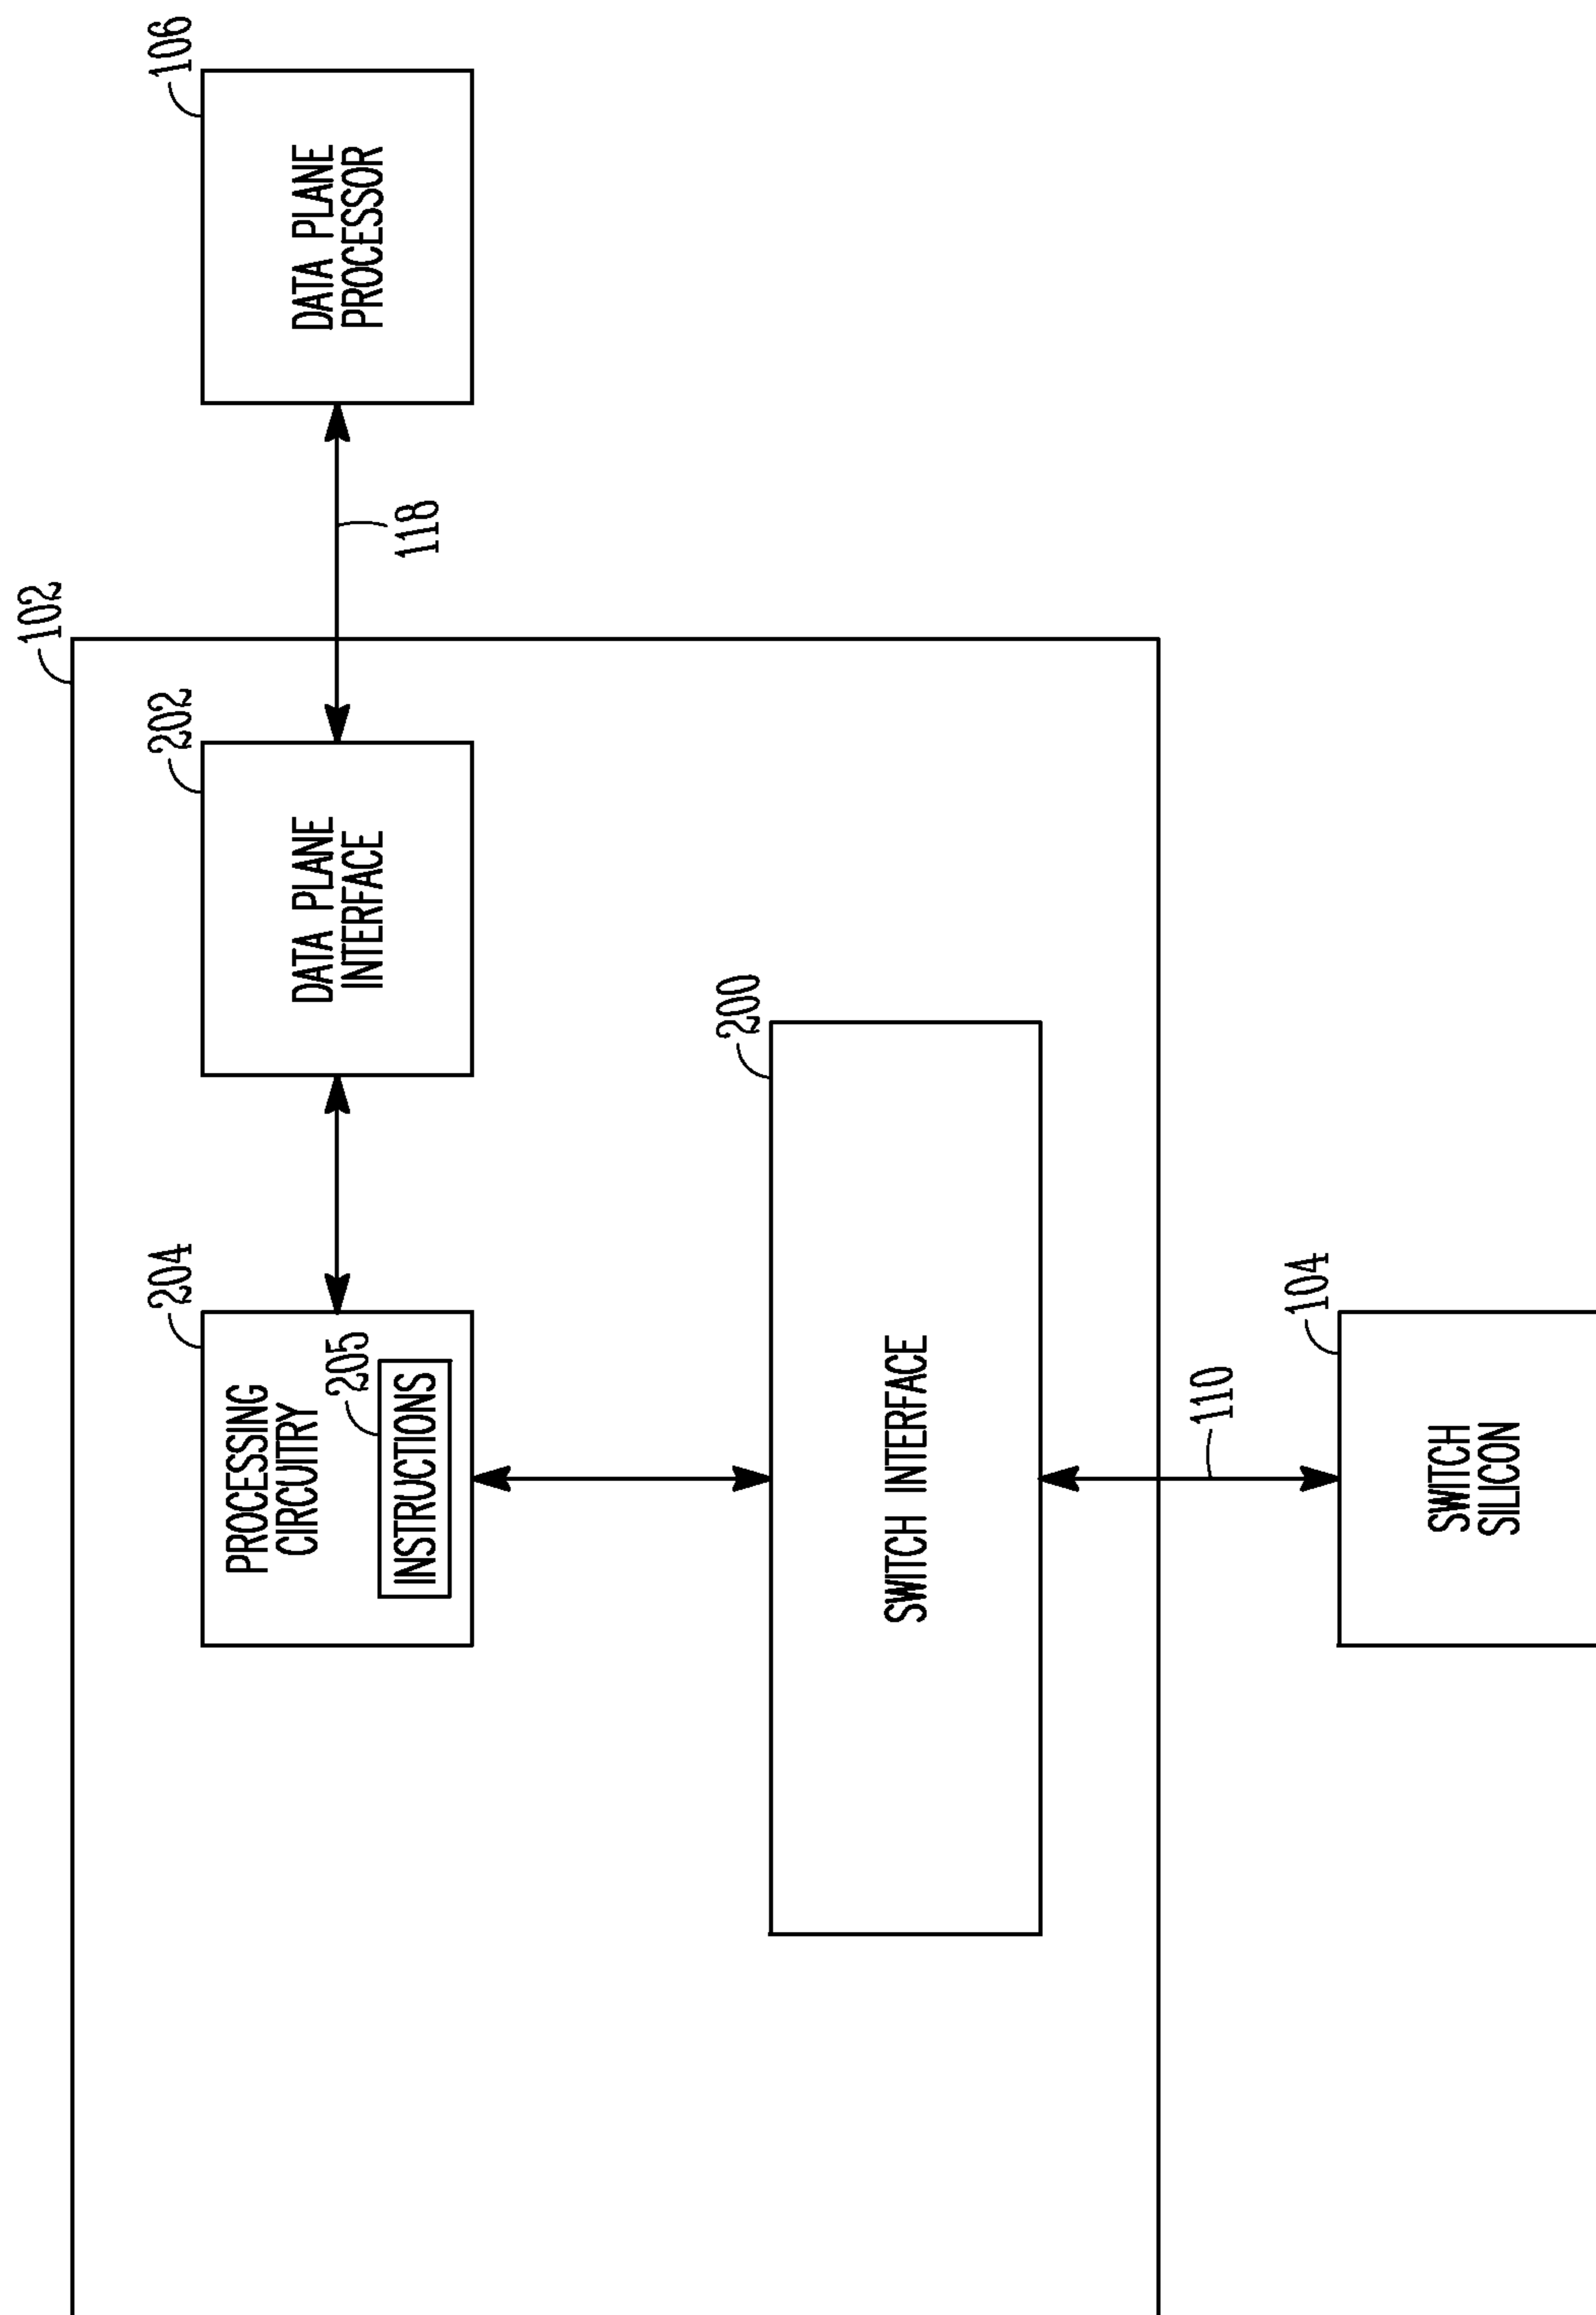 102
204
PROCESSING
CIRCUITRY
205
INSTRUCTIONS
202
DATA PLANE
INTERFACE
118
106
DATA PLANE
PROCESSOR
200
SWITCH INTERFACE
110
104
SWITCH
SILICON